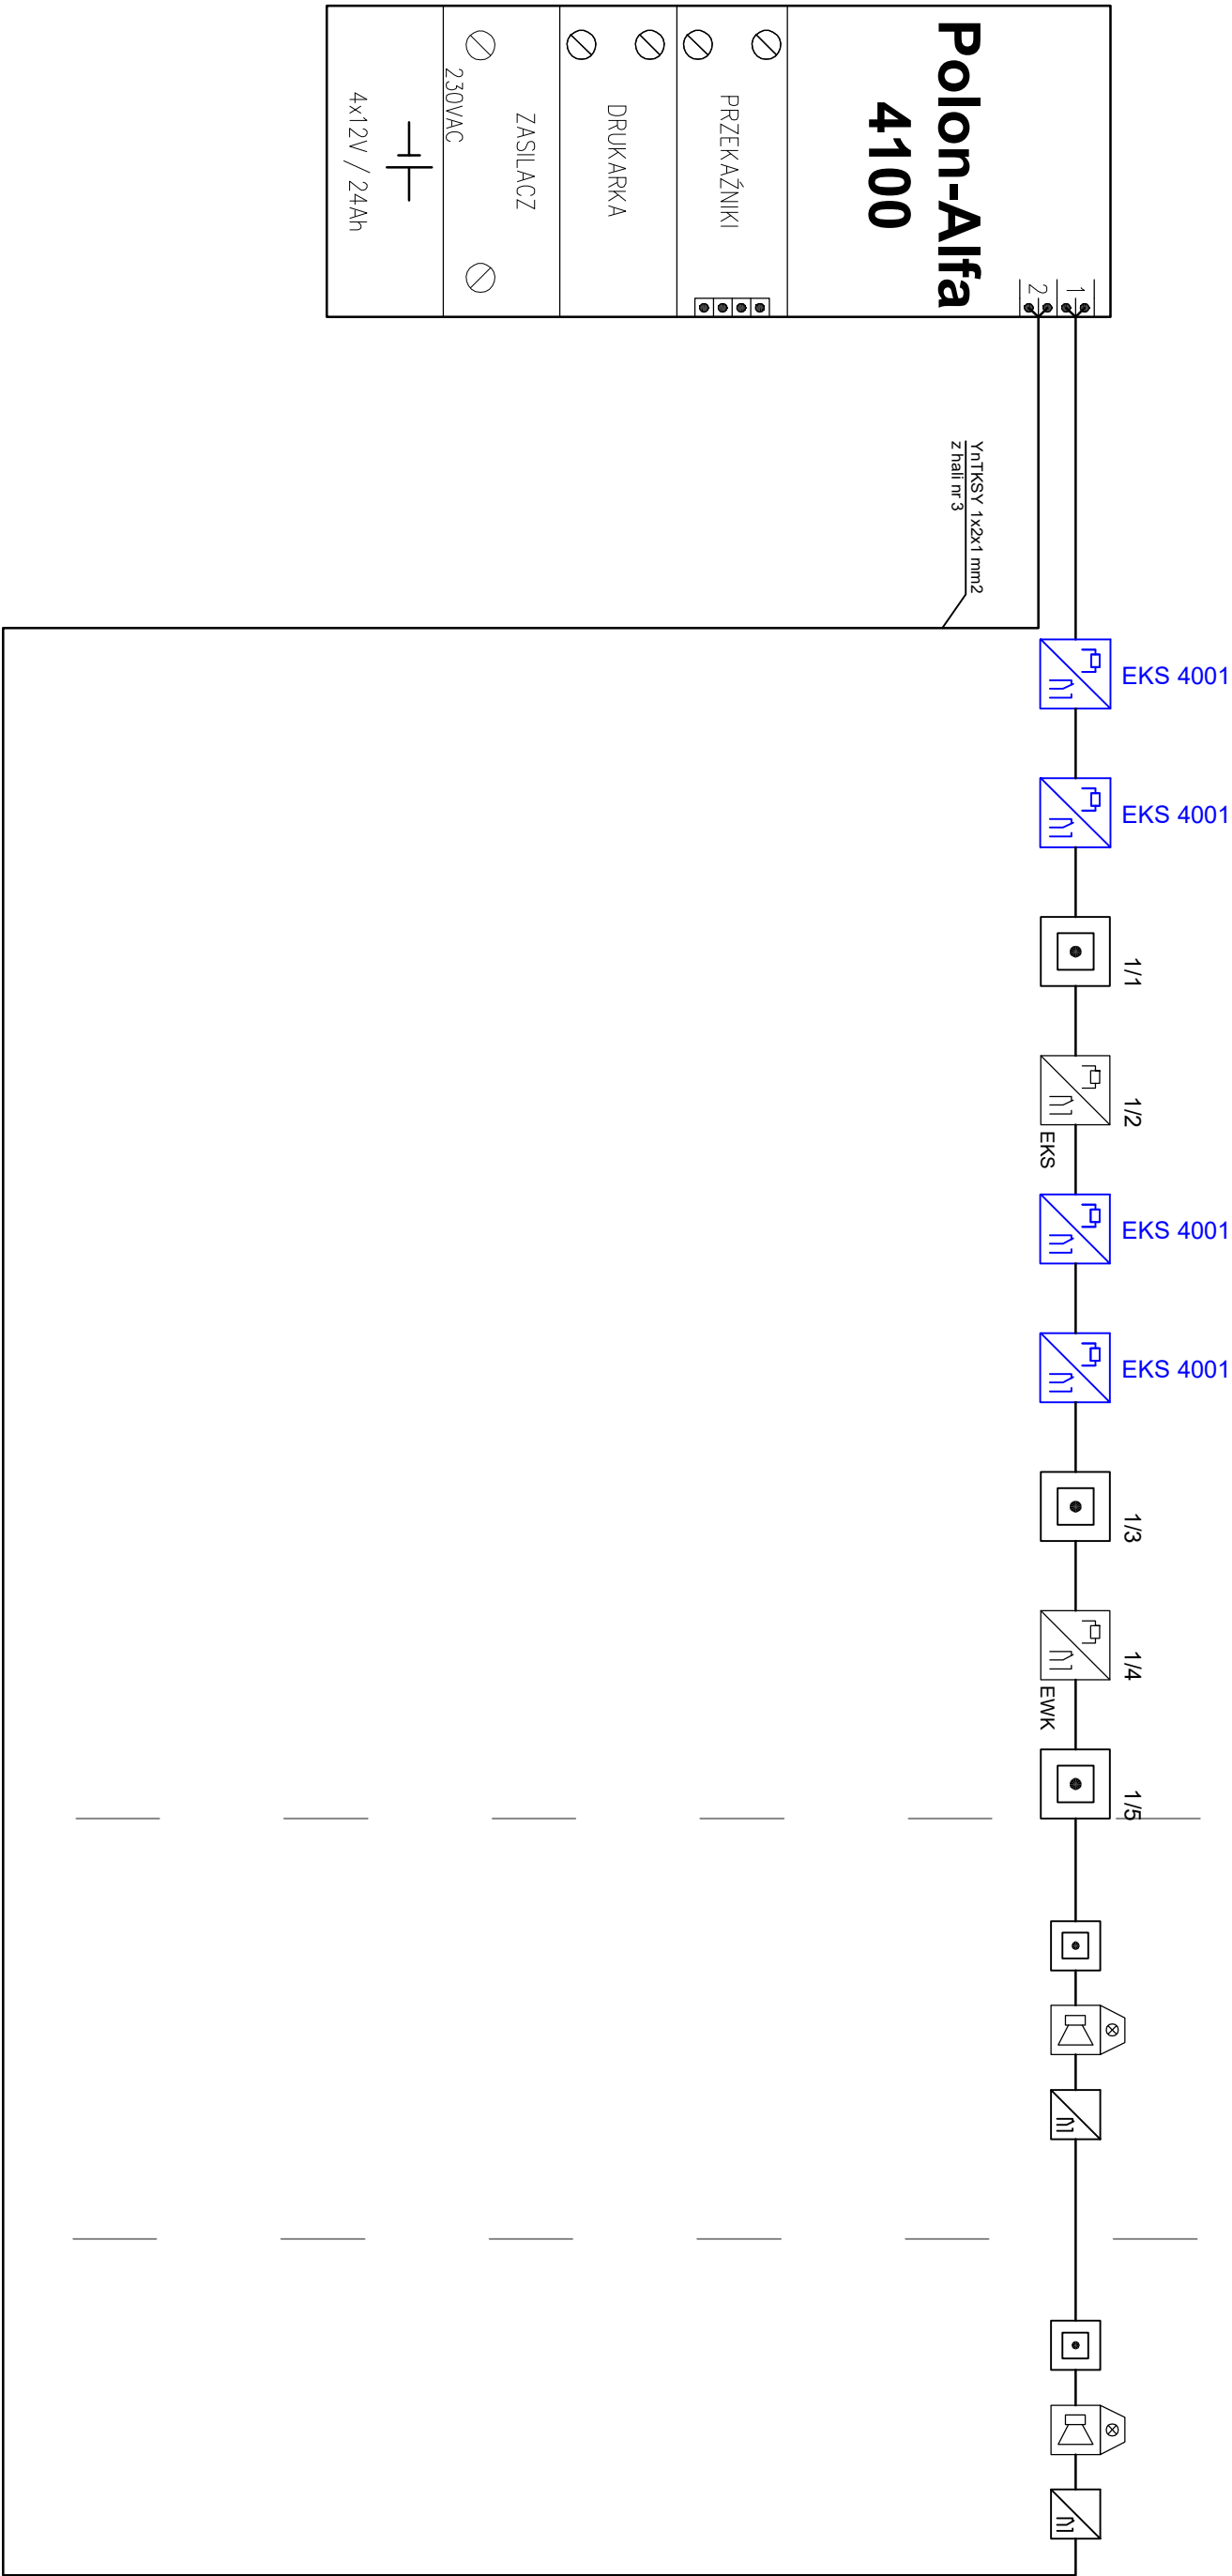 Polon-Alfa
4100
1
2
PRZEKAŹNIKI
DRUKARKA
ZASILACZ
230VAC
4x12V / 24Ah
YnTKSY 1x2x1 mm2
z hali nr 3
EKS 4001
EKS 4001
1/1
1/2
EKS
EKS 4001
EKS 4001
1/3
1/4
EWK
1/5